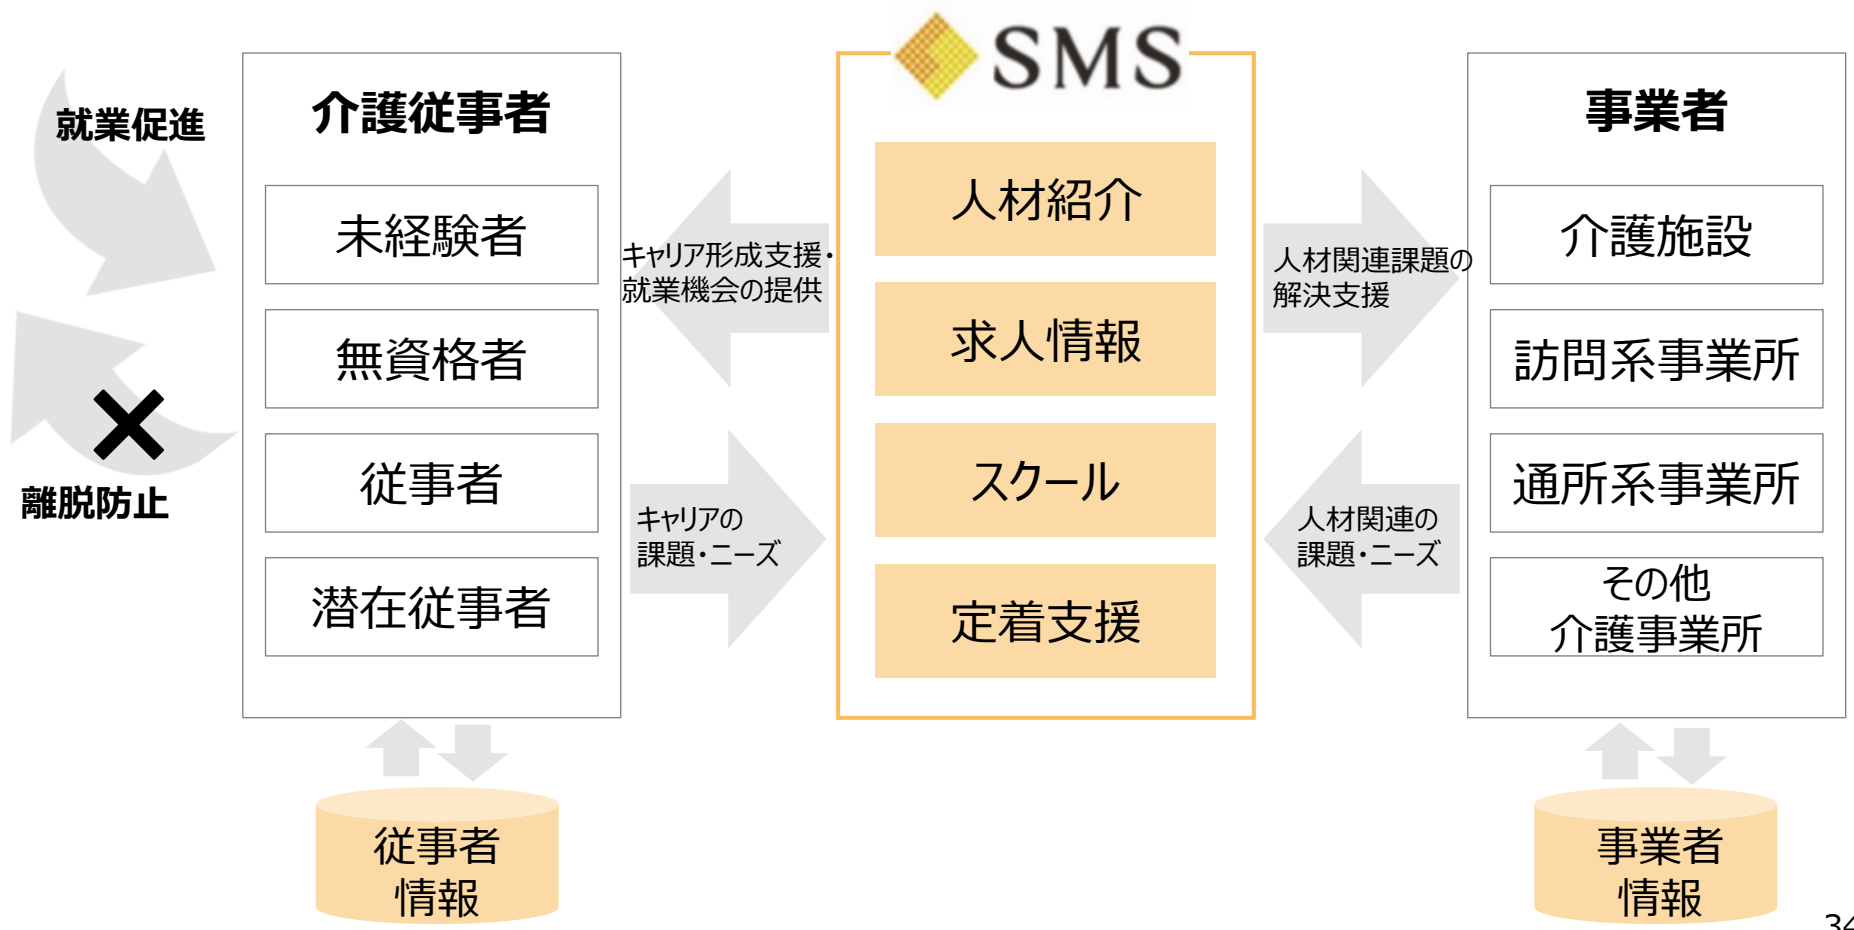 SMS
就業促進
離脱防止
介護従事者
未経験者
無資格者
従事者
潜在従事者
キャリア形成支援・
就業機会の提供
キャリアの
課題・ニーズ
人材紹介
求人情報
スクール
定着支援
人材関連課題の
解決支援
人材関連の
課題・ニーズ
事業者
介護施設
訪問系事業所
通所系事業所
その他
介護事業所
従事者
情報
事業者
情報
34